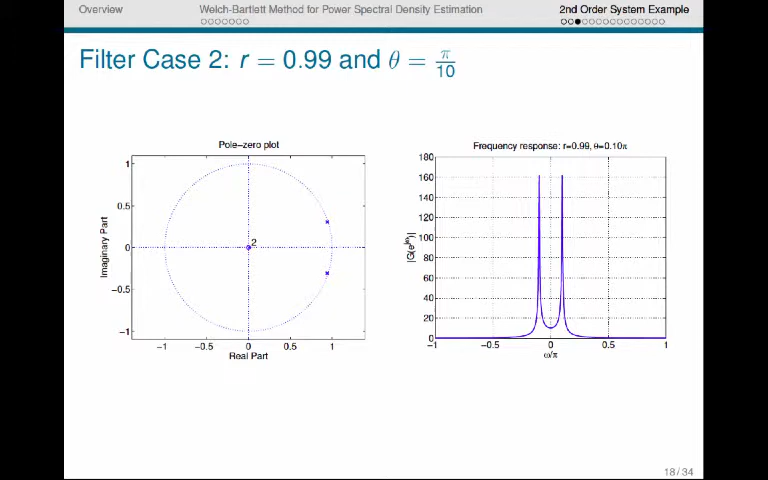 Overview
Welch-Bartlett Method for Power Spectral Density Estimation
2nd Order System Example
Filter Case 2: r = 0.99 and θ = π/10
Pole−zero plot
1
0.5
0
−0.5
−1
Imaginary Part
2
−1 −0.5 0 0.5 1
Real Part
Frequency response: r=0.99, θ=0.10π
180
160
140
120
100
80
60
40
20
0
|G(e^jω)|
−1 −0.5 0 0.5 1
ω/π
18 / 34